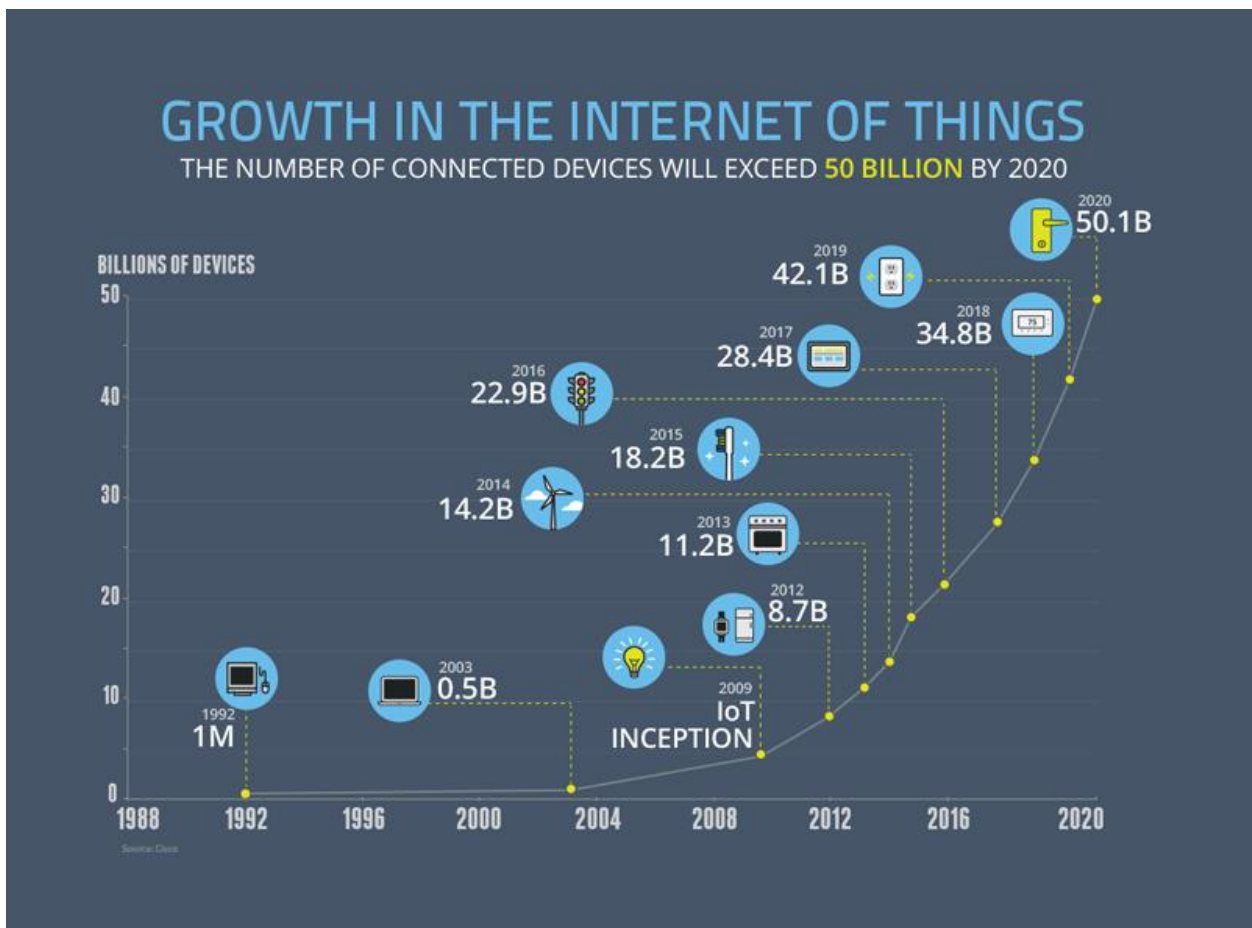 GROWTH IN THE INTERNET OF THINGS
THE NUMBER OF CONNECTED DEVICES WILL EXCEED 50 BILLION BY 2020
BILLIONS OF DEVICES
50
40
30
20
10
0
1988
1992
1996
2000
2004
2008
2012
2016
2020
1992
1M
2003
0.5B
2009
IoT
INCEPTION
2012
8.7B
2013
11.2B
2014
14.2B
2015
18.2B
2016
22.9B
2017
28.4B
2018
34.8B
75
2019
42.1B
2020
50.1B
Source: Cisco